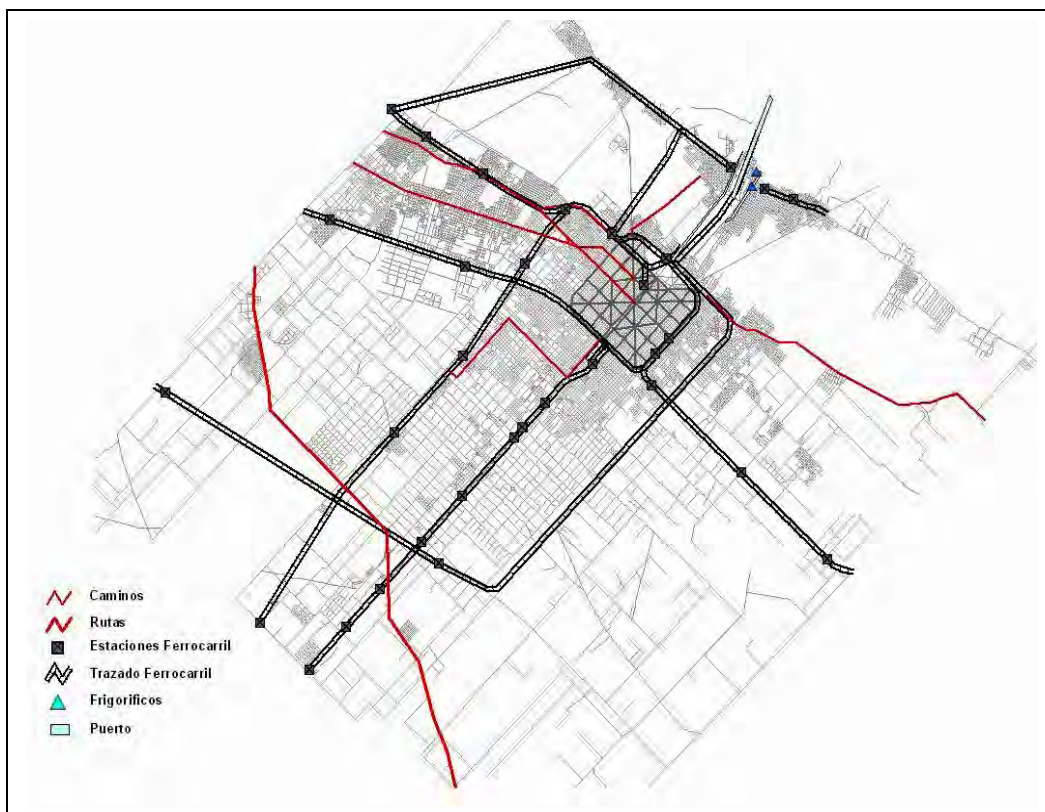 Caminos
Rutas
Estaciones Ferrocarril
Trazado Ferrocarril
Frigorificos
Puerto